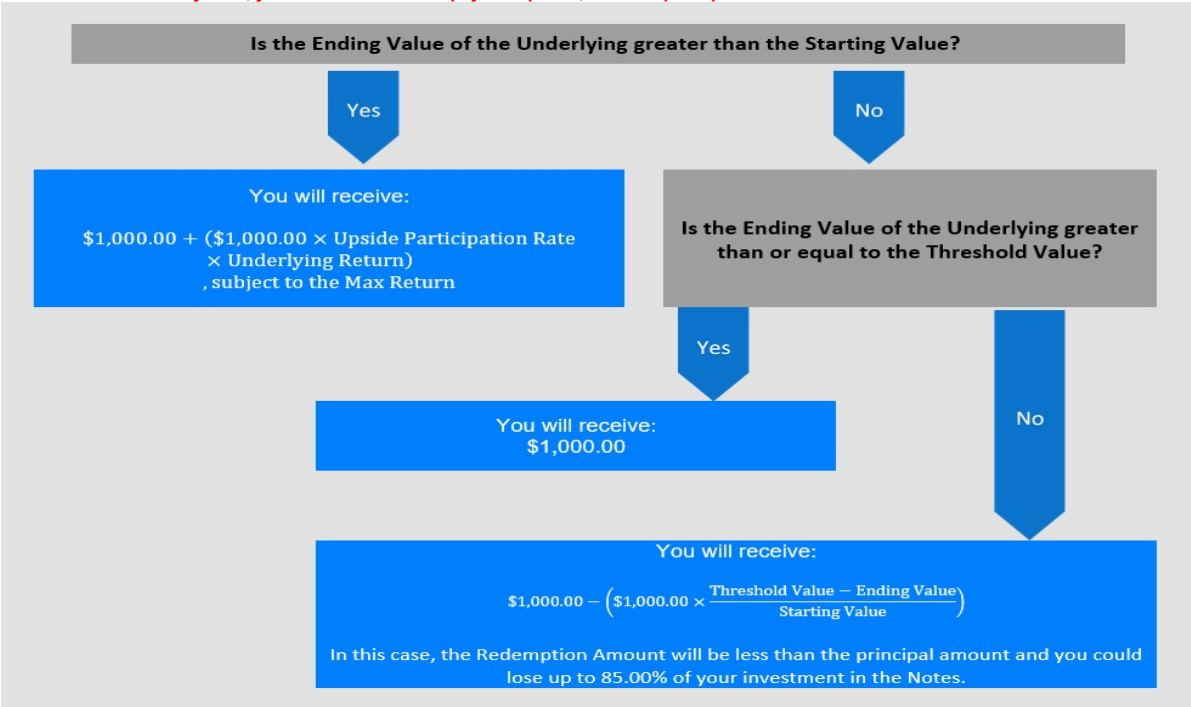 Is the Ending Value of the Underlying greater than the Starting Value?
Yes
No
You will receive:
$1,000.00 + ($1,000.00 × Upside Participation Rate
× Underlying Return)
, subject to the Max Return
Is the Ending Value of the Underlying greater
than or equal to the Threshold Value?
Yes
No
You will receive:
$1,000.00
You will receive:
$1,000.00 − ($1,000.00 × Threshold Value − Ending Value
Starting Value)
In this case, the Redemption Amount will be less than the principal amount and you could
lose up to 85.00% of your investment in the Notes.